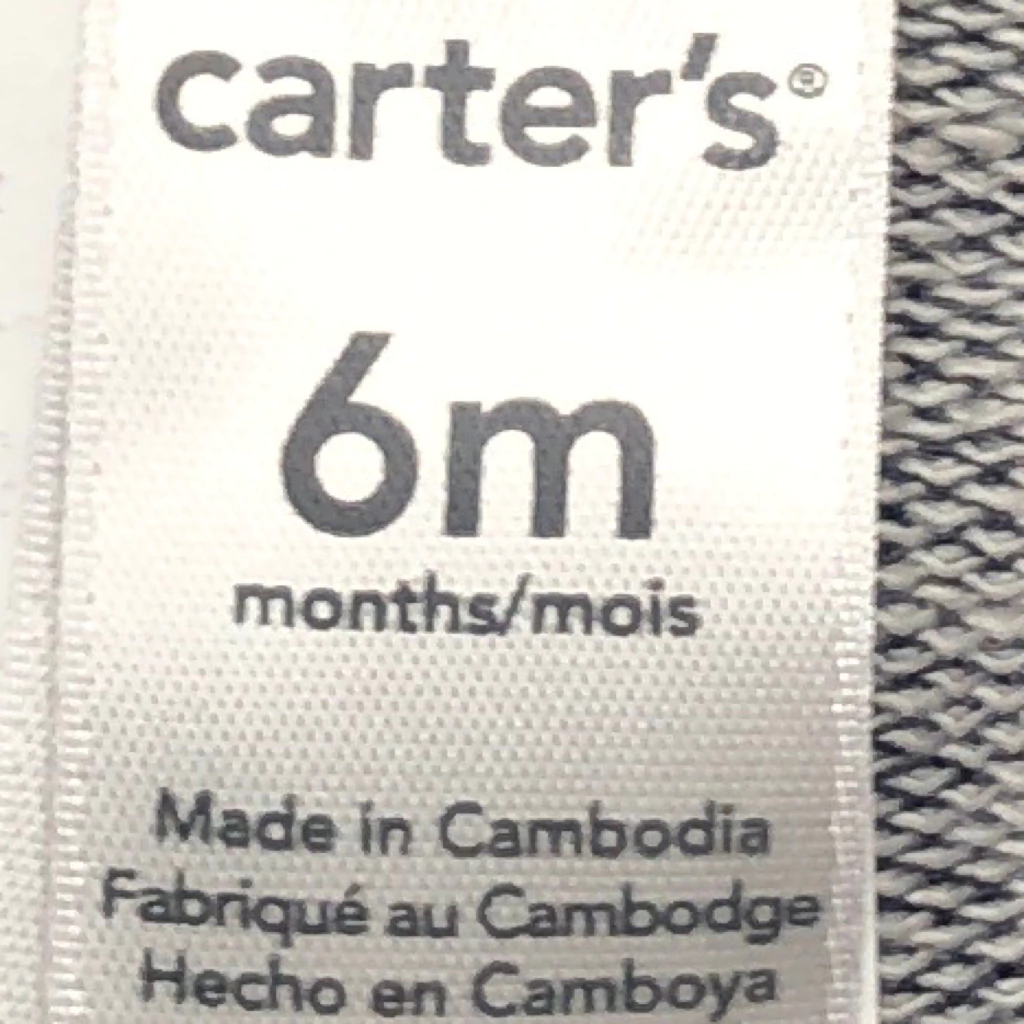 carter's®
6m
months/mois
Made in Cambodia
Fabriqué au Cambodge
Hecho en Camboya